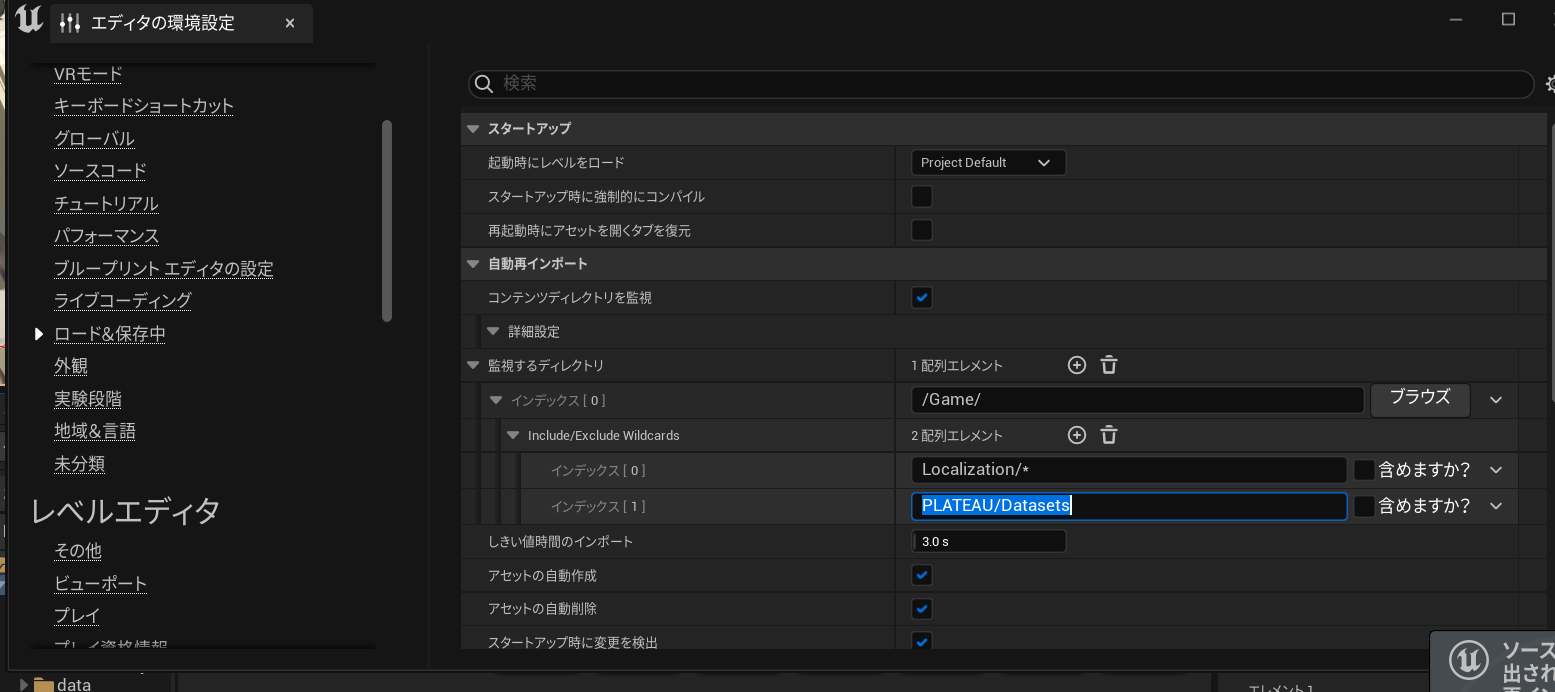 エディタの環境設定
VRモード
キーボードショートカット
グローバル
ソースコード
チュートリアル
パフォーマンス
ブループリント エディタの設定
ライブコーディング
ロード&保存中
外観
実験段階
地域&言語
未分類
レベルエディタ
その他
ビューポート
プレイ
プレイ資格情報
data
検索
スタートアップ
起動時にレベルをロード Project Default
スタートアップ時に強制的にコンパイル
再起動時にアセットを開くタブを復元
自動再インポート
コンテンツディレクトリを監視
詳細設定
監視するディレクトリ 1 配列エレメント
インデックス [ 0 ] /Game/ ブラウズ
Include/Exclude Wildcards 2 配列エレメント
インデックス [ 0 ] Localization/* 含めますか?
インデックス [ 1 ] PLATEAU/Datasets 含めますか?
しきい値時間のインポート 3.0 s
アセットの自動作成
アセットの自動削除
スタートアップ時に変更を検出
ソース
出され
エレメント1